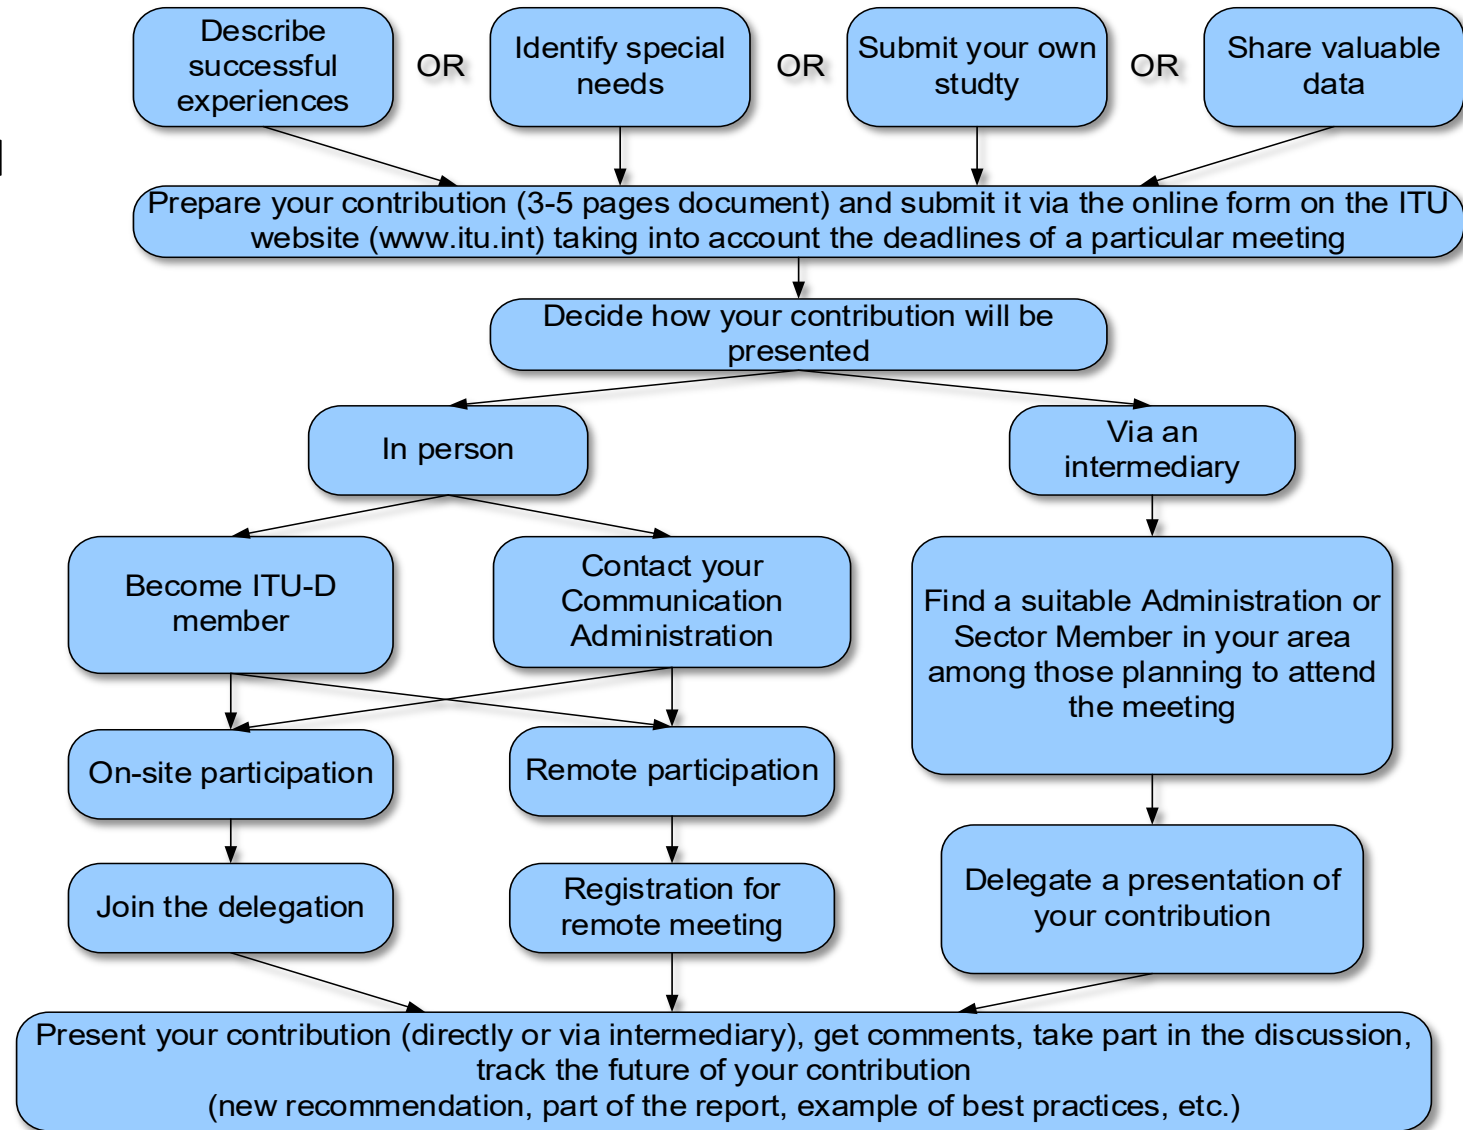 Describe
successful
experiences
OR
Identify special
needs
OR
Submit your own
studty
OR
Share valuable
data
Prepare your contribution (3-5 pages document) and submit it via the online form on the ITU
website (www.itu.int) taking into account the deadlines of a particular meeting
Decide how your contribution will be
presented
In person
Via an
intermediary
Become ITU-D
member
Contact your
Communication
Administration
Find a suitable Administration or
Sector Member in your area
among those planning to attend
the meeting
On-site participation
Remote participation
Join the delegation
Registration for
remote meeting
Delegate a presentation of
your contribution
Present your contribution (directly or via intermediary), get comments, take part in the discussion,
track the future of your contribution
(new recommendation, part of the report, example of best practices, etc.)